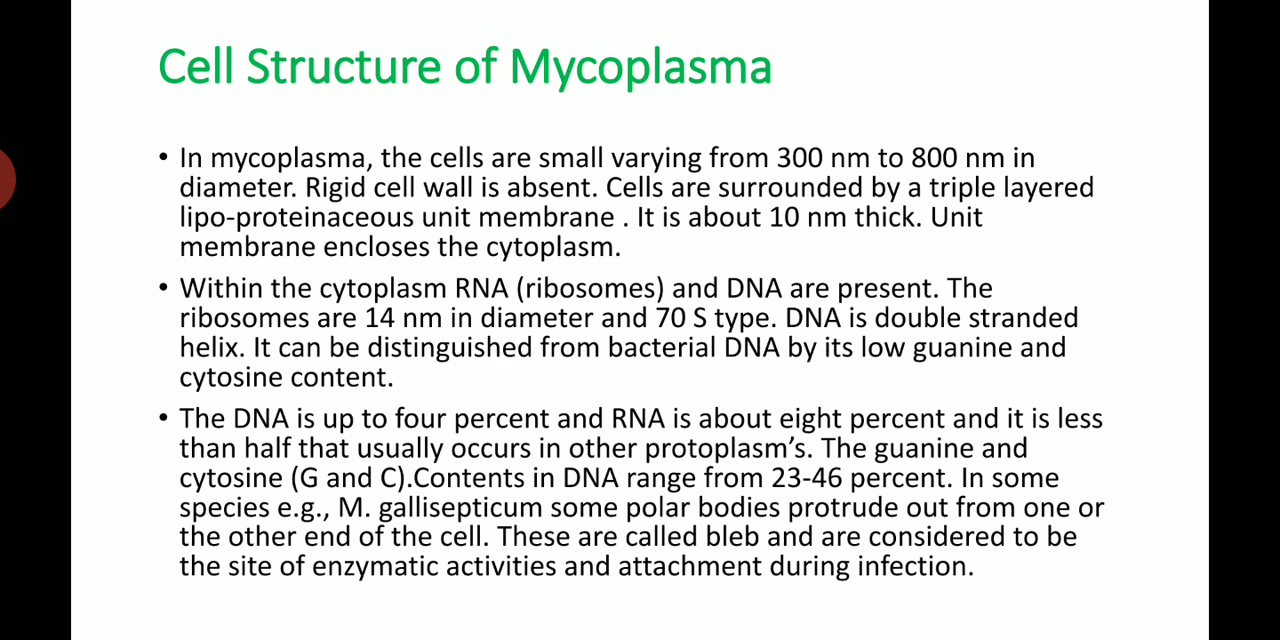 Cell Structure of Mycoplasma
• In mycoplasma, the cells are small varying from 300 nm to 800 nm in
diameter. Rigid cell wall is absent. Cells are surrounded by a triple layered
lipo-proteinaceous unit membrane . It is about 10 nm thick. Unit
membrane encloses the cytoplasm.
• Within the cytoplasm RNA (ribosomes) and DNA are present. The
ribosomes are 14 nm in diameter and 70 S type. DNA is double stranded
helix. It can be distinguished from bacterial DNA by its low guanine and
cytosine content.
• The DNA is up to four percent and RNA is about eight percent and it is less
than half that usually occurs in other protoplasm’s. The guanine and
cytosine (G and C).Contents in DNA range from 23-46 percent. In some
species e.g., M. gallisepticum some polar bodies protrude out from one or
the other end of the cell. These are called bleb and are considered to be
the site of enzymatic activities and attachment during infection.